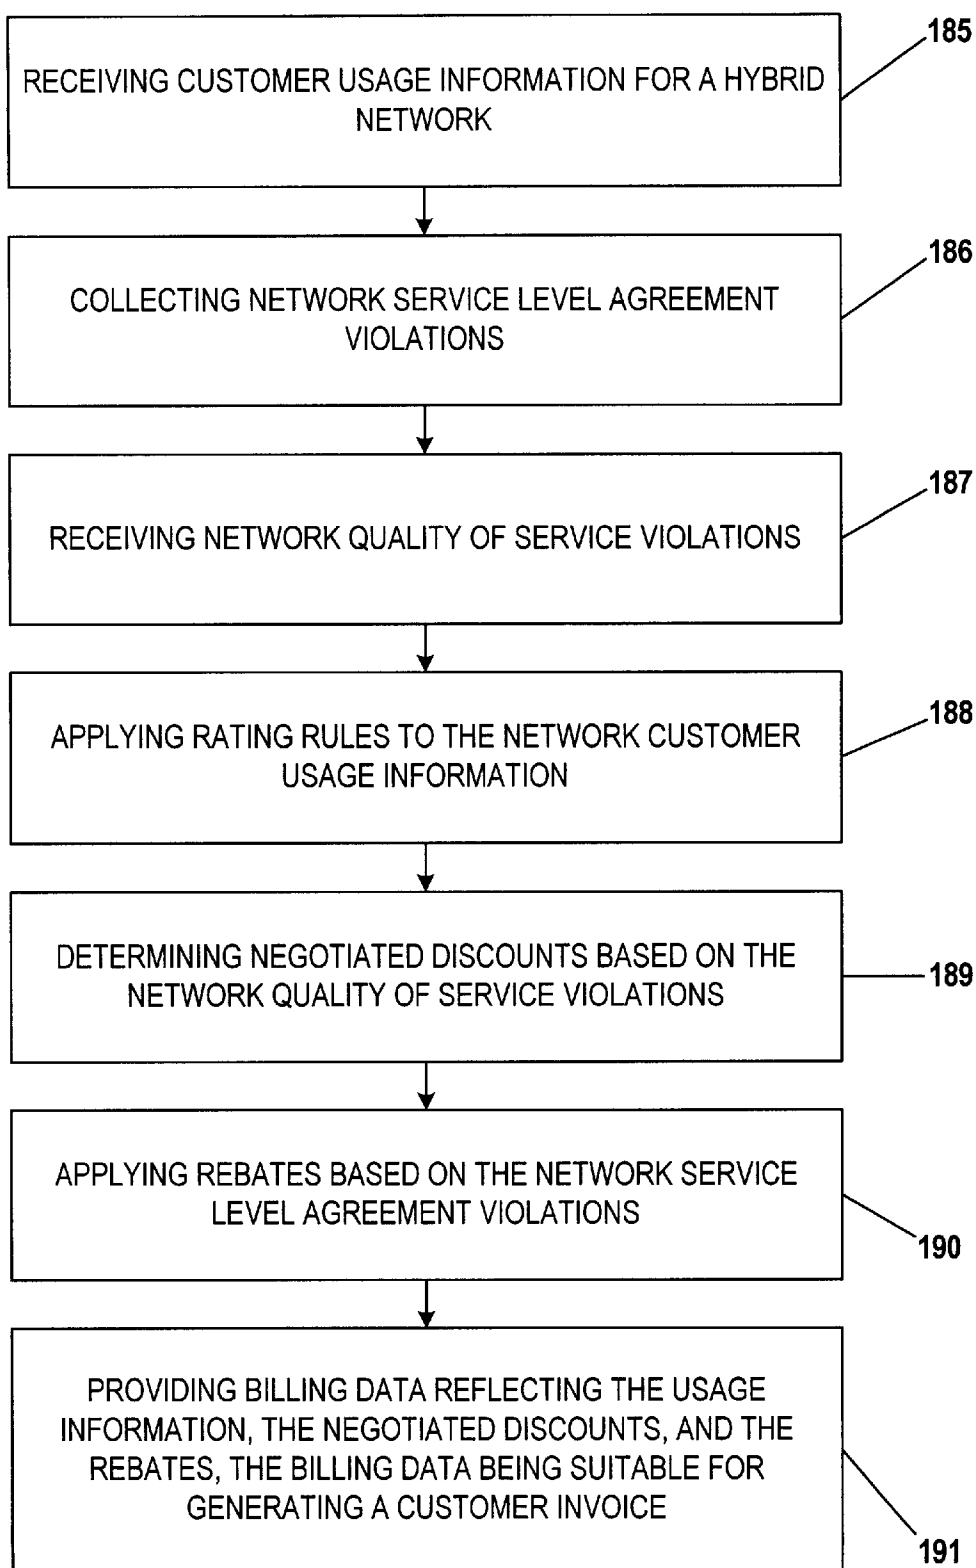 185
RECEIVING CUSTOMER USAGE INFORMATION FOR A HYBRID
NETWORK
186
COLLECTING NETWORK SERVICE LEVEL AGREEMENT
VIOLATIONS
187
RECEIVING NETWORK QUALITY OF SERVICE VIOLATIONS
188
APPLYING RATING RULES TO THE NETWORK CUSTOMER
USAGE INFORMATION
DETERMINING NEGOTIATED DISCOUNTS BASED ON THE
NETWORK QUALITY OF SERVICE VIOLATIONS
189
APPLYING REBATES BASED ON THE NETWORK SERVICE
LEVEL AGREEMENT VIOLATIONS
190
PROVIDING BILLING DATA REFLECTING THE USAGE
INFORMATION, THE NEGOTIATED DISCOUNTS, AND THE
REBATES, THE BILLING DATA BEING SUITABLE FOR
GENERATING A CUSTOMER INVOICE
191